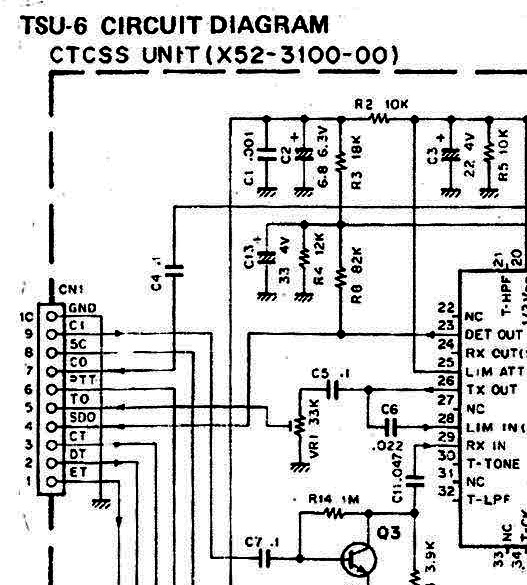 TSU-6 CIRCUIT DIAGRAM
CTCSS UNIT (X52-3100-00)
R2 10K
C1 .001
C2 + 6.8 6.3V
R3 18K
C3 + 22 4V
R5 10K
C4 .1
C13 + 33 4V
R4 12K
R8 82K
T-HPF 21
20
CN1
10 GND
9 CI
8 SC
7 CO
6 PTT
5 TO
4 SDO
3 CT
2 DT
1 ET
22 NC
23 DET OUT
24 RX OUT(
25 LIM ATT
26 TX OUT
27 NC
28 LIM IN(
29 RX IN
30 T-TONE
31 NC
32 T-LPF
33 NC
34
C5 .1
VR1 33K
C6 .022
C11 .047
R14 1M
Q3
C7 .1
3.9K